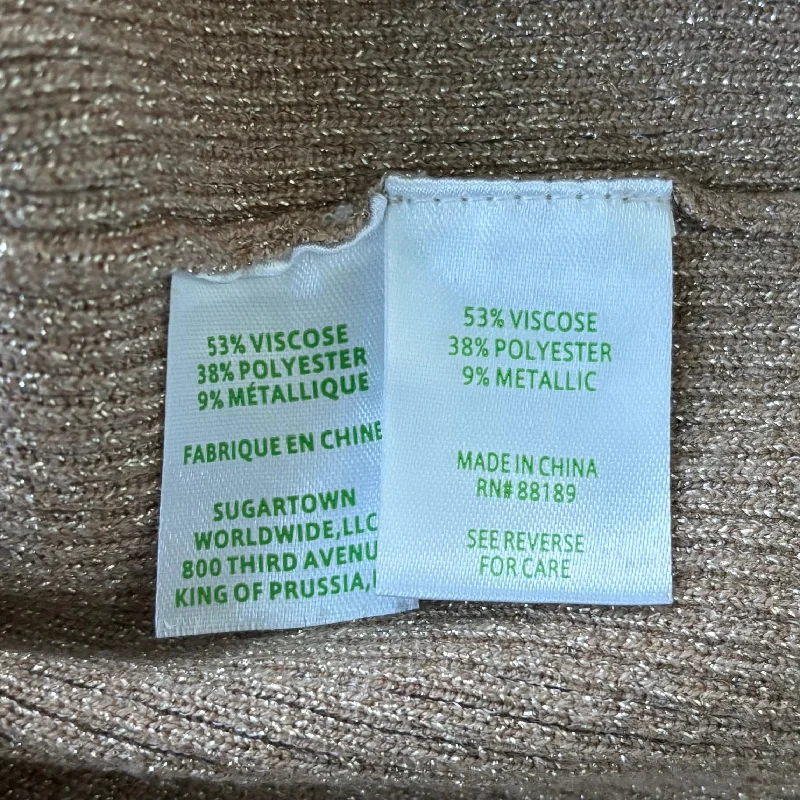 53% VISCOSE
38% POLYESTER
9% MÉTALLIQUE
FABRIQUE EN CHINE
SUGARTOWN
WORLDWIDE, LLC
800 THIRD
KING OF PRUSSIA,
53% VISCOSE
38% POLYESTER
9% METALLIC
MADE IN CHINA
RN# 88189
SEE REVERSE
FOR CARE